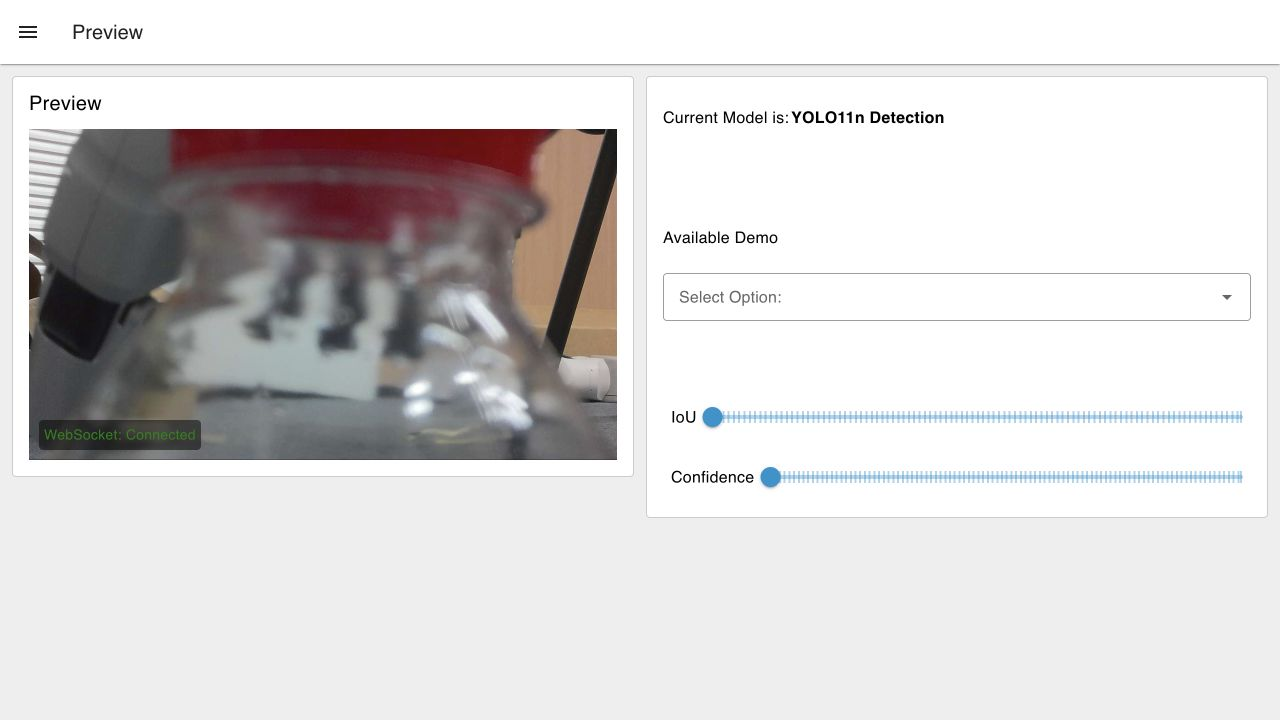 Preview
Preview
WebSocket: Connected
Current Model is: YOLO11n Detection
Available Demo
Select Option:
IoU
Confidence